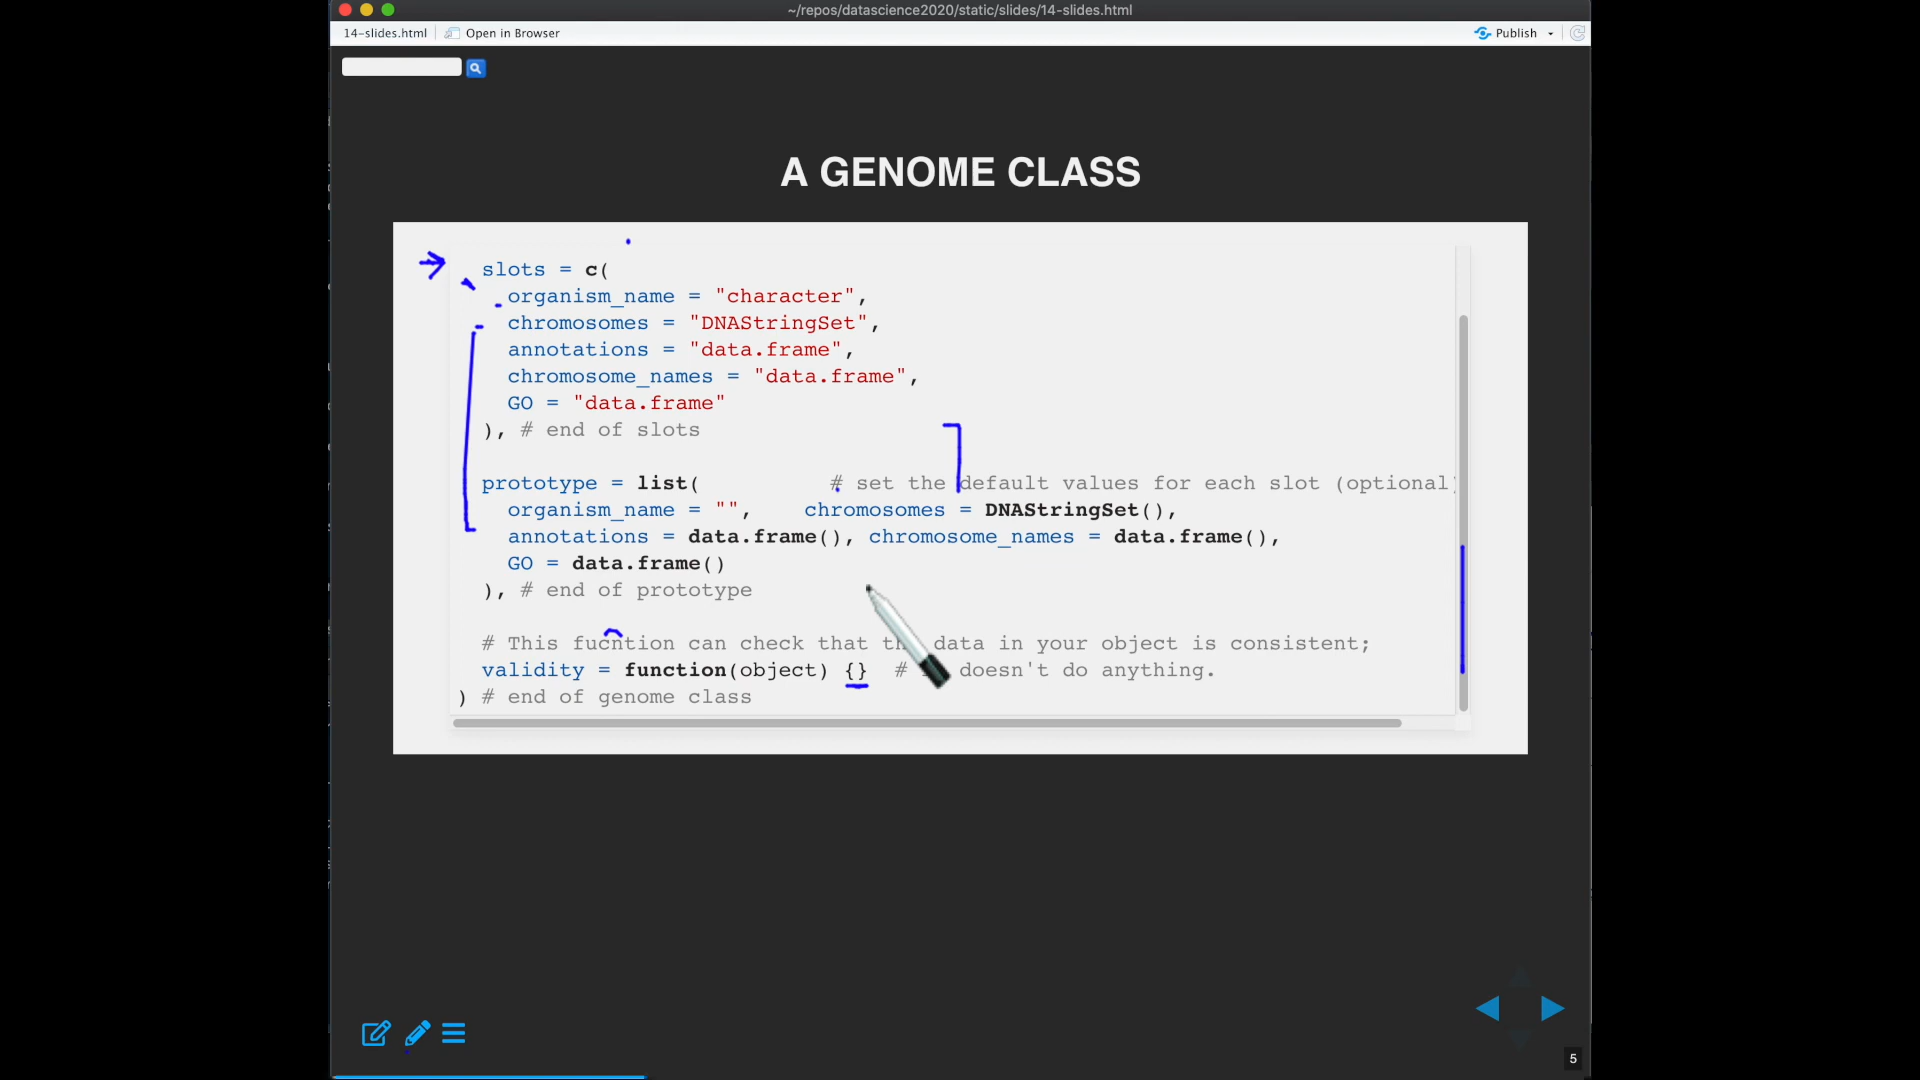 ~/repos/datascience2020/static/slides/14-slides.html
14-slides.html Open in Browser Publish
A GENOME CLASS
slots = c(
organism_name = "character",
chromosomes = "DNAStringSet",
annotations = "data.frame",
chromosome_names = "data.frame",
GO = "data.frame"
), # end of slots
prototype = list( # set the default values for each slot (optional)
organism_name = "", chromosomes = DNAStringSet(),
annotations = data.frame(), chromosome_names = data.frame(),
GO = data.frame()
), # end of prototype
# This fucntion can check that the data in your object is consistent;
validity = function(object) {} # doesn't do anything.
) # end of genome class
5